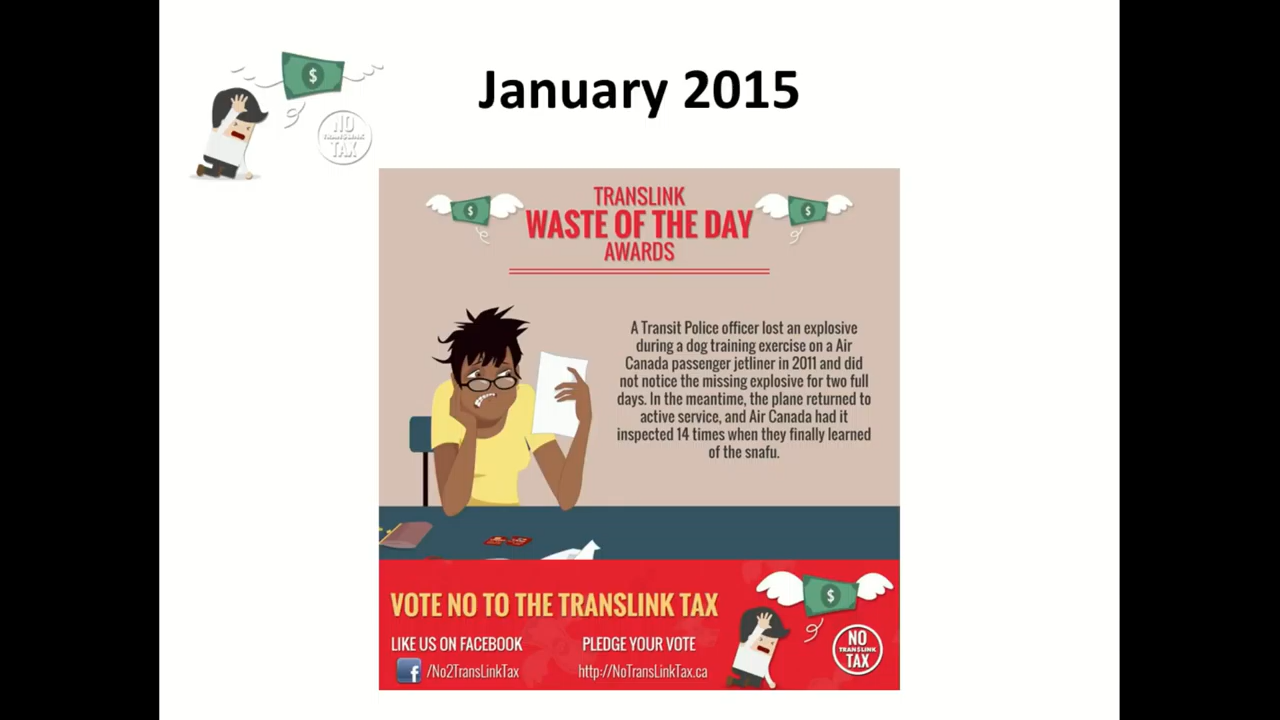 January 2015
$
NO
TRANSLINK
TAX
TRANSLINK
WASTE OF THE DAY
AWARDS
$
$
A Transit Police officer lost an explosive
during a dog training exercise on a Air
Canada passenger jetliner in 2011 and did
not notice the missing explosive for two full
days. In the meantime, the plane returned to
active service, and Air Canada had it
inspected 14 times when they finally learned
of the snafu.
VOTE NO TO THE TRANSLINK TAX
LIKE US ON FACEBOOK
PLEDGE YOUR VOTE
f /No2TransLinkTax
http://NoTransLinkTax.ca
$
NO
TRANSLINK
TAX